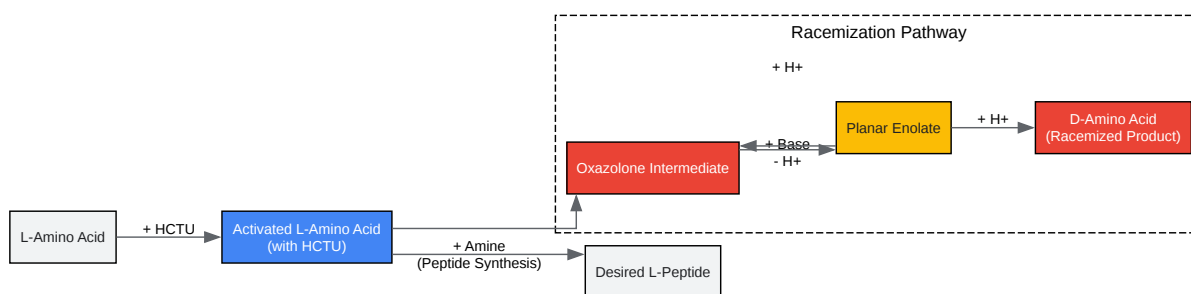 Racemization Pathway
+ H+
Planar Enolate
+ H+
D-Amino Acid
(Racemized Product)
Oxazolone Intermediate
+ Base
- H+
L-Amino Acid
+ HCTU
Activated L-Amino Acid
(with HCTU)
+ Amine
(Peptide Synthesis)
Desired L-Peptide